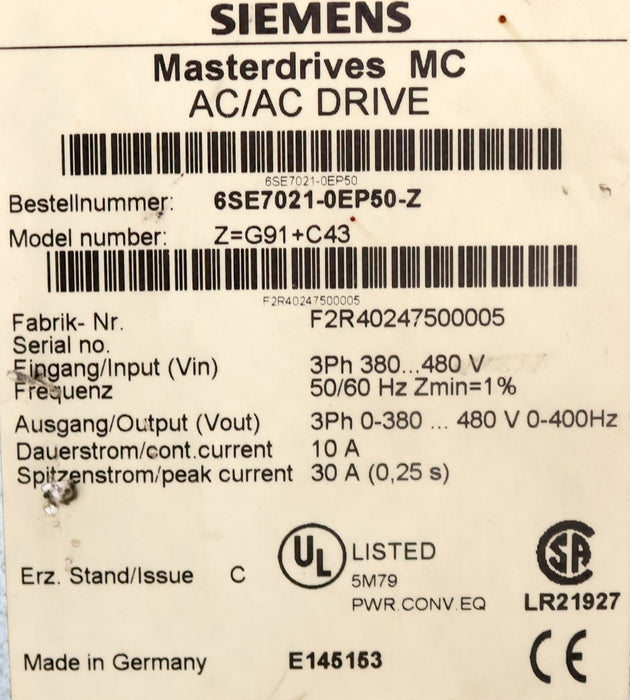 SIEMENS
Masterdrives MC
AC/AC DRIVE
6SE7021-0EP50
Bestellnummer: 6SE7021-0EP50-Z
Model number: Z=G91+C43
F2R40247500005
Fabrik- Nr. F2R40247500005
Serial no.
Eingang/Input (Vin) 3Ph 380...480 V
Frequenz 50/60 Hz Zmin=1%
Ausgang/Output (Vout) 3Ph 0-380 ... 480 V 0-400Hz
Dauerstrom/cont.current 10 A
Spitzenstrom/peak current 30 A (0,25 s)
UL LISTED SA
5M79
Erz. Stand/Issue C
PWR.CONV.EQ LR21927
Made in Germany E145153 CE